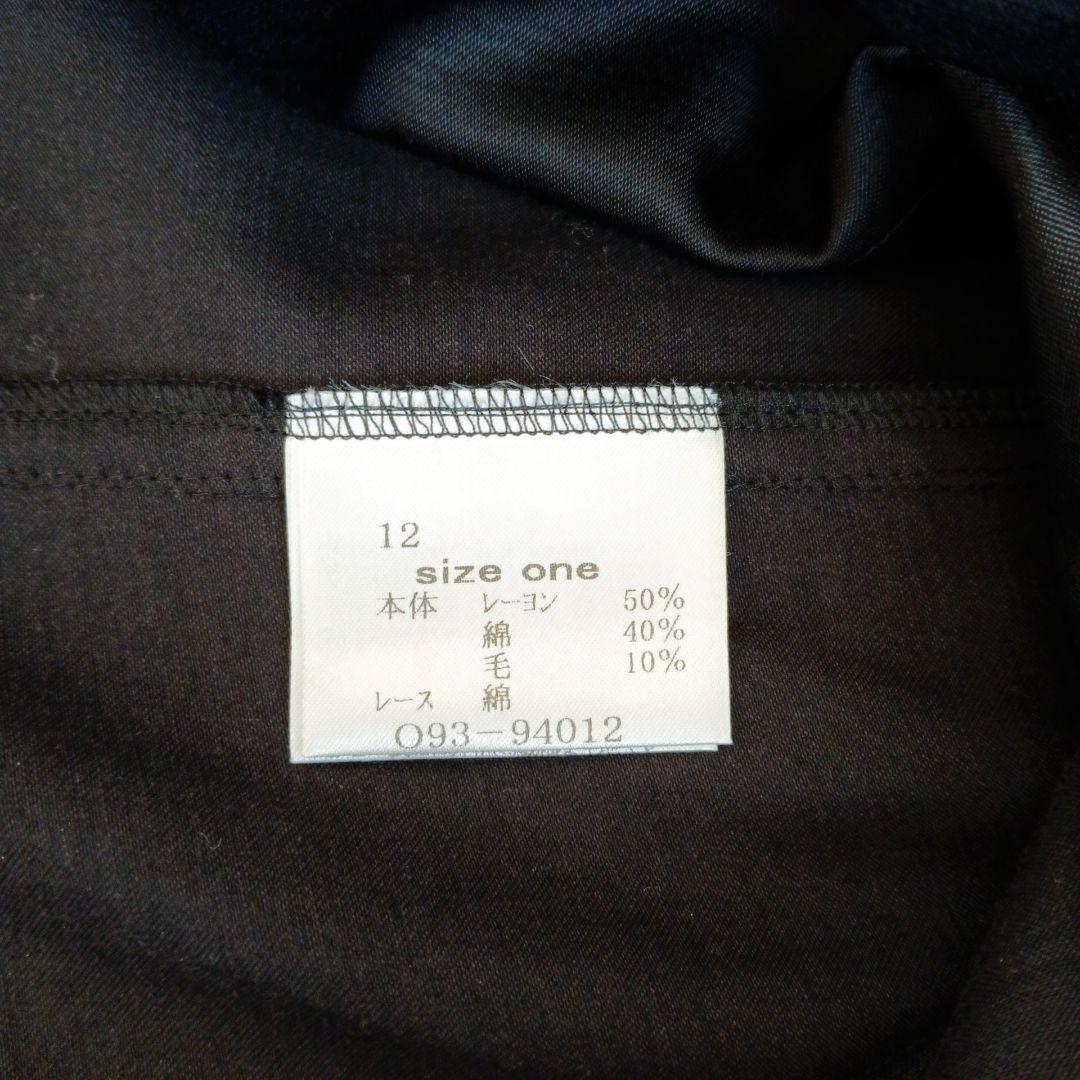 12
size one
本体 レーヨン 50%
綿 40%
毛 10%
レース 綿
O93-94012